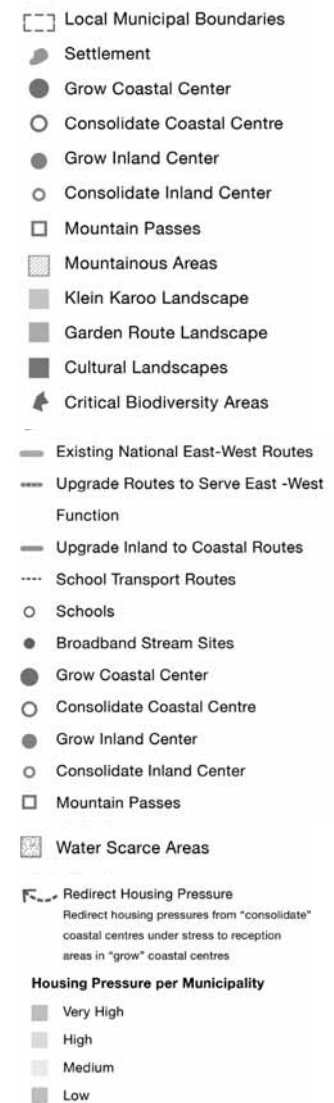 Local Municipal Boundaries
Settlement
Grow Coastal Center
Consolidate Coastal Centre
Grow Inland Center
Consolidate Inland Center
Mountain Passes
Mountainous Areas
Klein Karoo Landscape
Garden Route Landscape
Cultural Landscapes
Critical Biodiversity Areas
Existing National East-West Routes
Upgrade Routes to Serve East -West
Function
Upgrade Inland to Coastal Routes
School Transport Routes
Schools
Broadband Stream Sites
Grow Coastal Center
Consolidate Coastal Centre
Grow Inland Center
Consolidate Inland Center
Mountain Passes
Water Scarce Areas
Redirect Housing Pressure
Redirect housing pressures from "consolidate"
coastal centres under stress to reception
areas in "grow" coastal centres
Housing Pressure per Municipality
Very High
High
Medium
Low